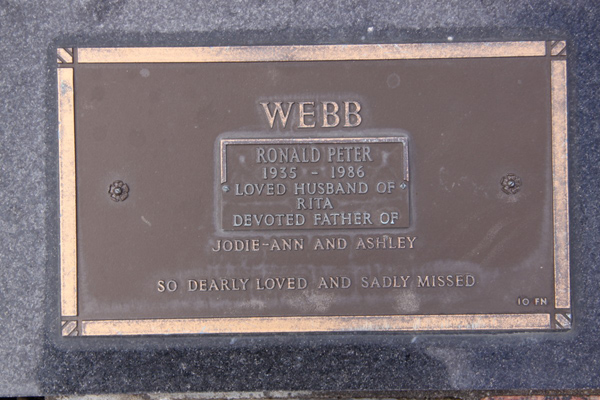 WEBB
RONALD PETER
1935 - 1986
LOVED HUSBAND OF
RITA
DEVOTED FATHER OF
JODIE-ANN AND ASHLEY
SO DEARLY LOVED AND SADLY MISSED
10 FN